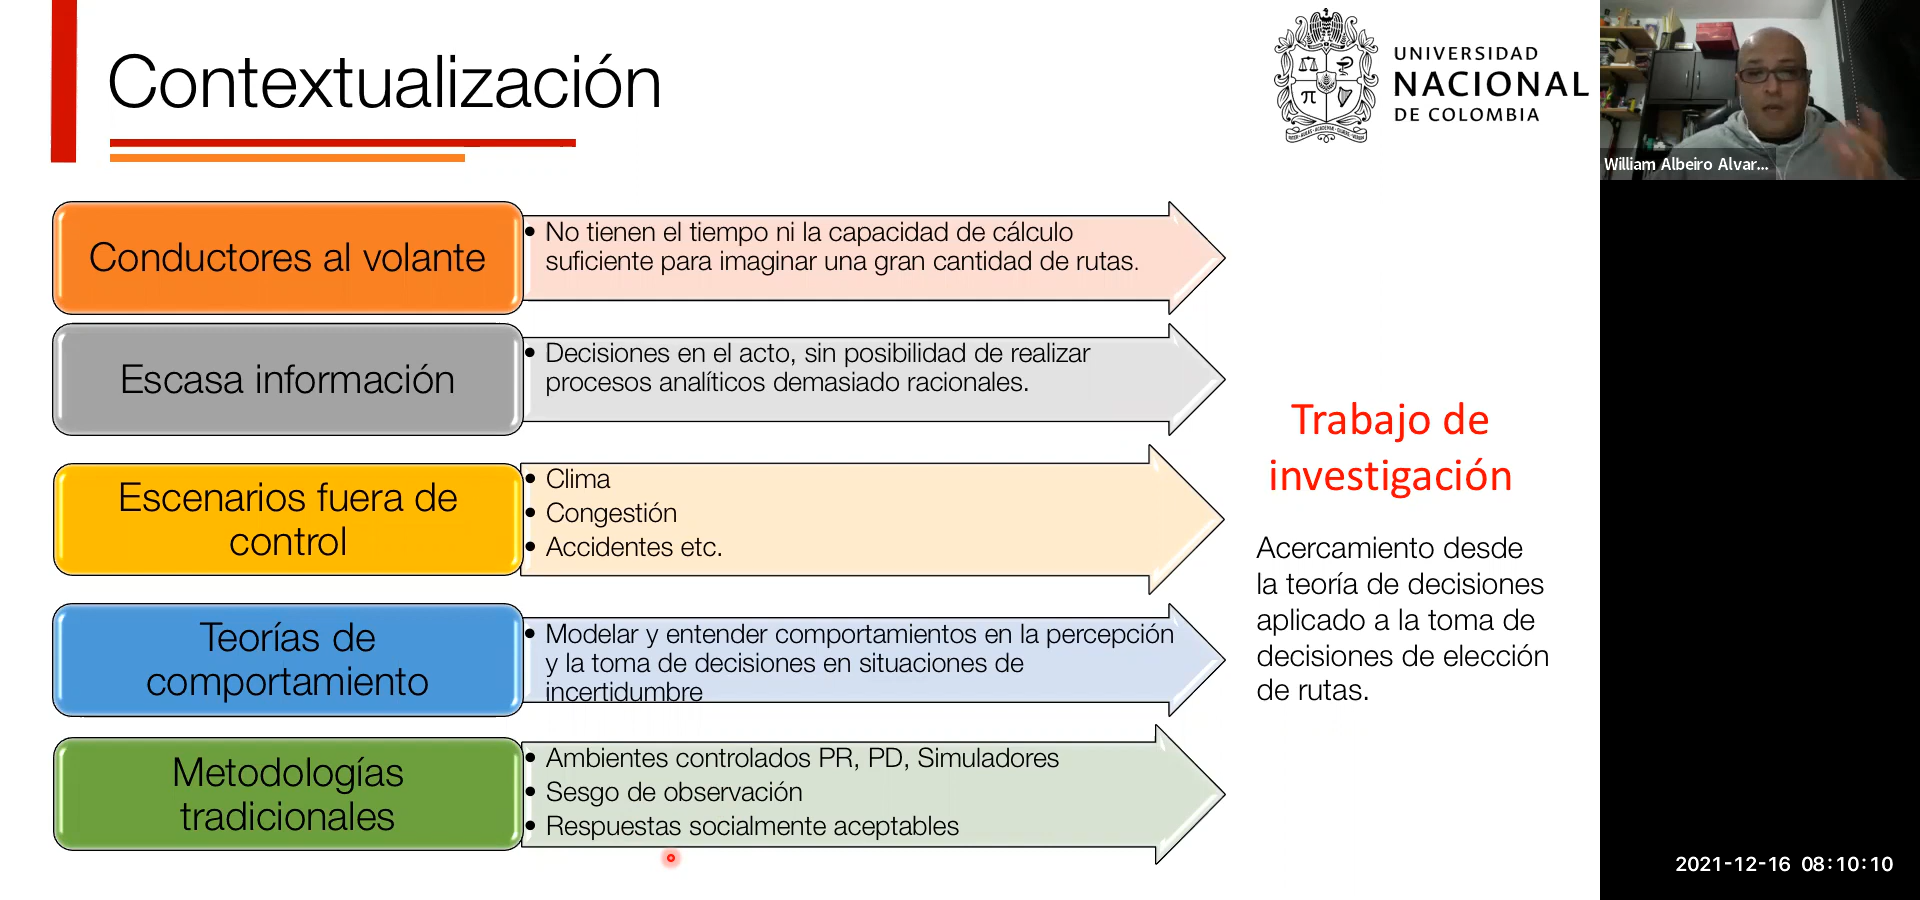 Contextualización
UNIVERSIDAD
NACIONAL
DE COLOMBIA
William Albeiro Alvar...
Conductores al volante
• No tienen el tiempo ni la capacidad de cálculo
suficiente para imaginar una gran cantidad de rutas.
Escasa información
• Decisiones en el acto, sin posibilidad de realizar
procesos analíticos demasiado racionales.
Escenarios fuera de
control
• Clima
• Congestión
• Accidentes etc.
Teorías de
comportamiento
• Modelar y entender comportamientos en la percepción
y la toma de decisiones en situaciones de
incertidumbre
Metodologías
tradicionales
• Ambientes controlados PR, PD, Simuladores
• Sesgo de observación
• Respuestas socialmente aceptables
Trabajo de
investigación
Acercamiento desde
la teoría de decisiones
aplicado a la toma de
decisiones de elección
de rutas.
2021-12-16 08:10:10